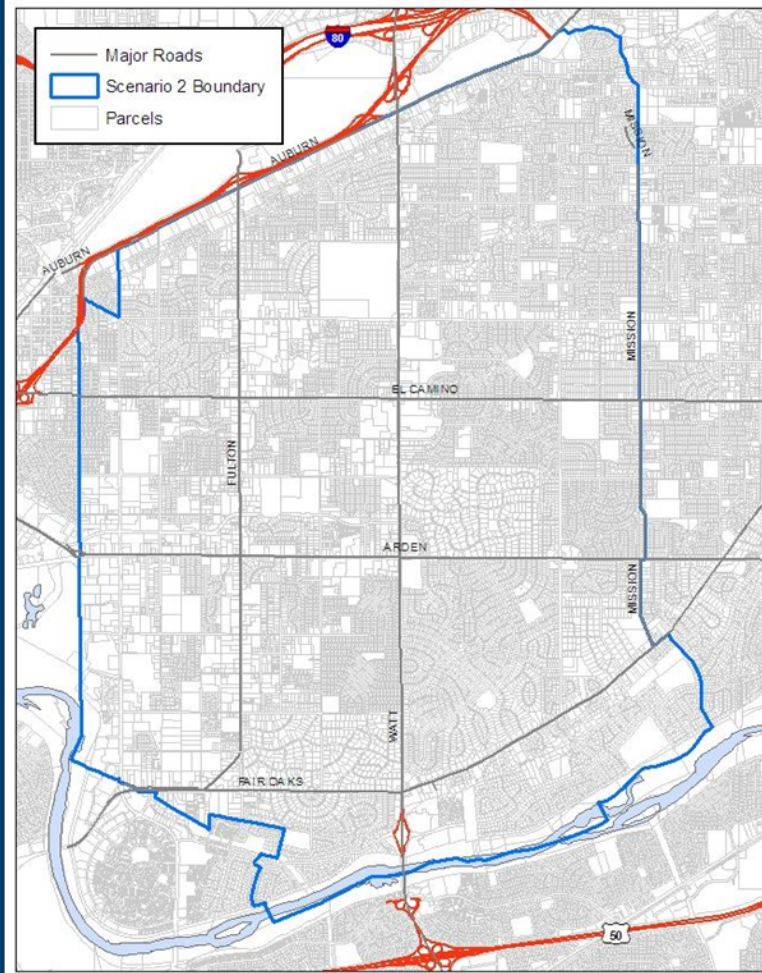 Major Roads
Scenario 2 Boundary
Parcels
80
AUBURN
MISSION
AUBURN
MISSION
EL CAMINO
FULTON
ARDEN
MISSION
WATT
FAIR OAKS
50